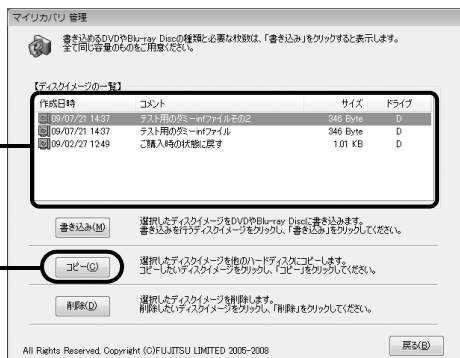 マイリカバリ 管理
書き込めるDVDやBlu-ray Discの種類と必要な枚数は、「書き込み」をクリックすると表示します。
全て同じ容量のものをご用意ください。
【ディスクイメージの一覧】
作成日時 コメント サイズ ドライブ
09/07/21 14:37 テスト用のダミーinfファイルその2 346 Byte D
09/07/21 14:37 テスト用のダミーinfファイル 346 Byte D
09/02/27 12:49 ご購入時の状態に戻す 1.01 KB D
書き込み(M)
選択したディスクイメージをDVDやBlu-ray Discに書き込みます。
書き込みを行うディスクイメージをクリックし、「書き込み」をクリックしてください。
コピー(C)
選択したディスクイメージを他のハードディスクにコピーします。
コピーしたいディスクイメージをクリックし、「コピー」をクリックしてください。
削除(D)
選択したディスクイメージを削除します。
削除したいディスクイメージをクリックし、「削除」をクリックしてください。
All Rights Reserved, Copyright (C)FUJITSU LIMITED 2005-2008
戻る(B)